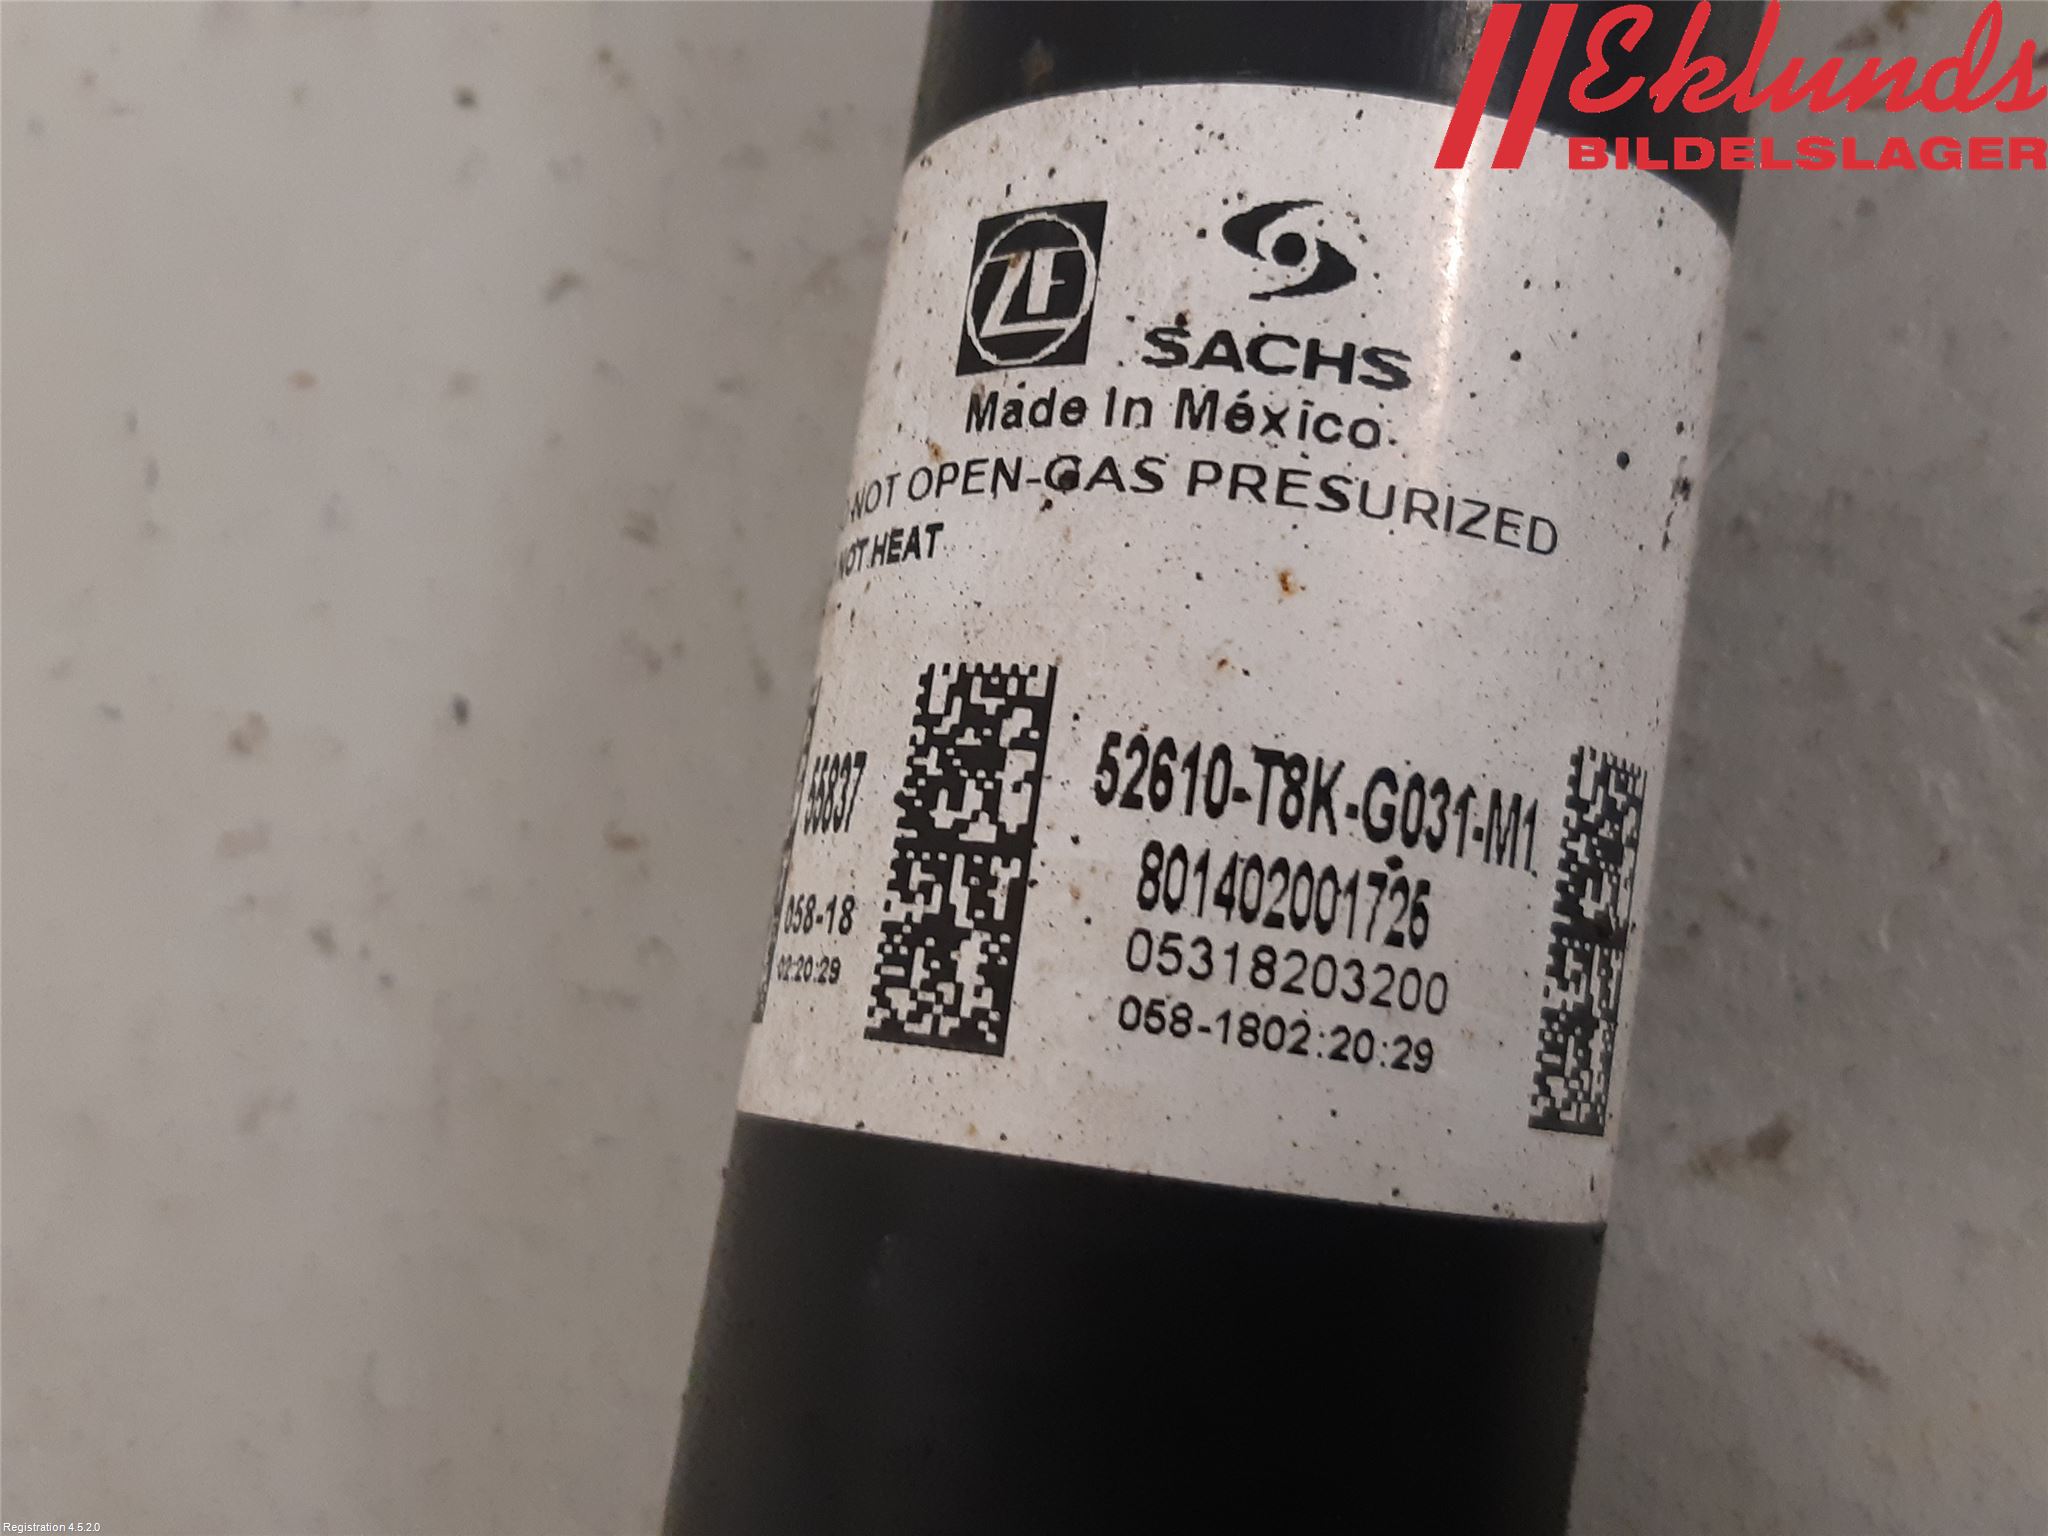 Eklunds
BILDELSLAGER
ZF
SACHS
Made In México
NOT OPEN-GAS PRESURIZED
NOT HEAT
55837
52610-T8K-G031-M1
801402001726
05318203200
058-18
058-1802:20:29
02:20:29
Registration 4.5.2.0